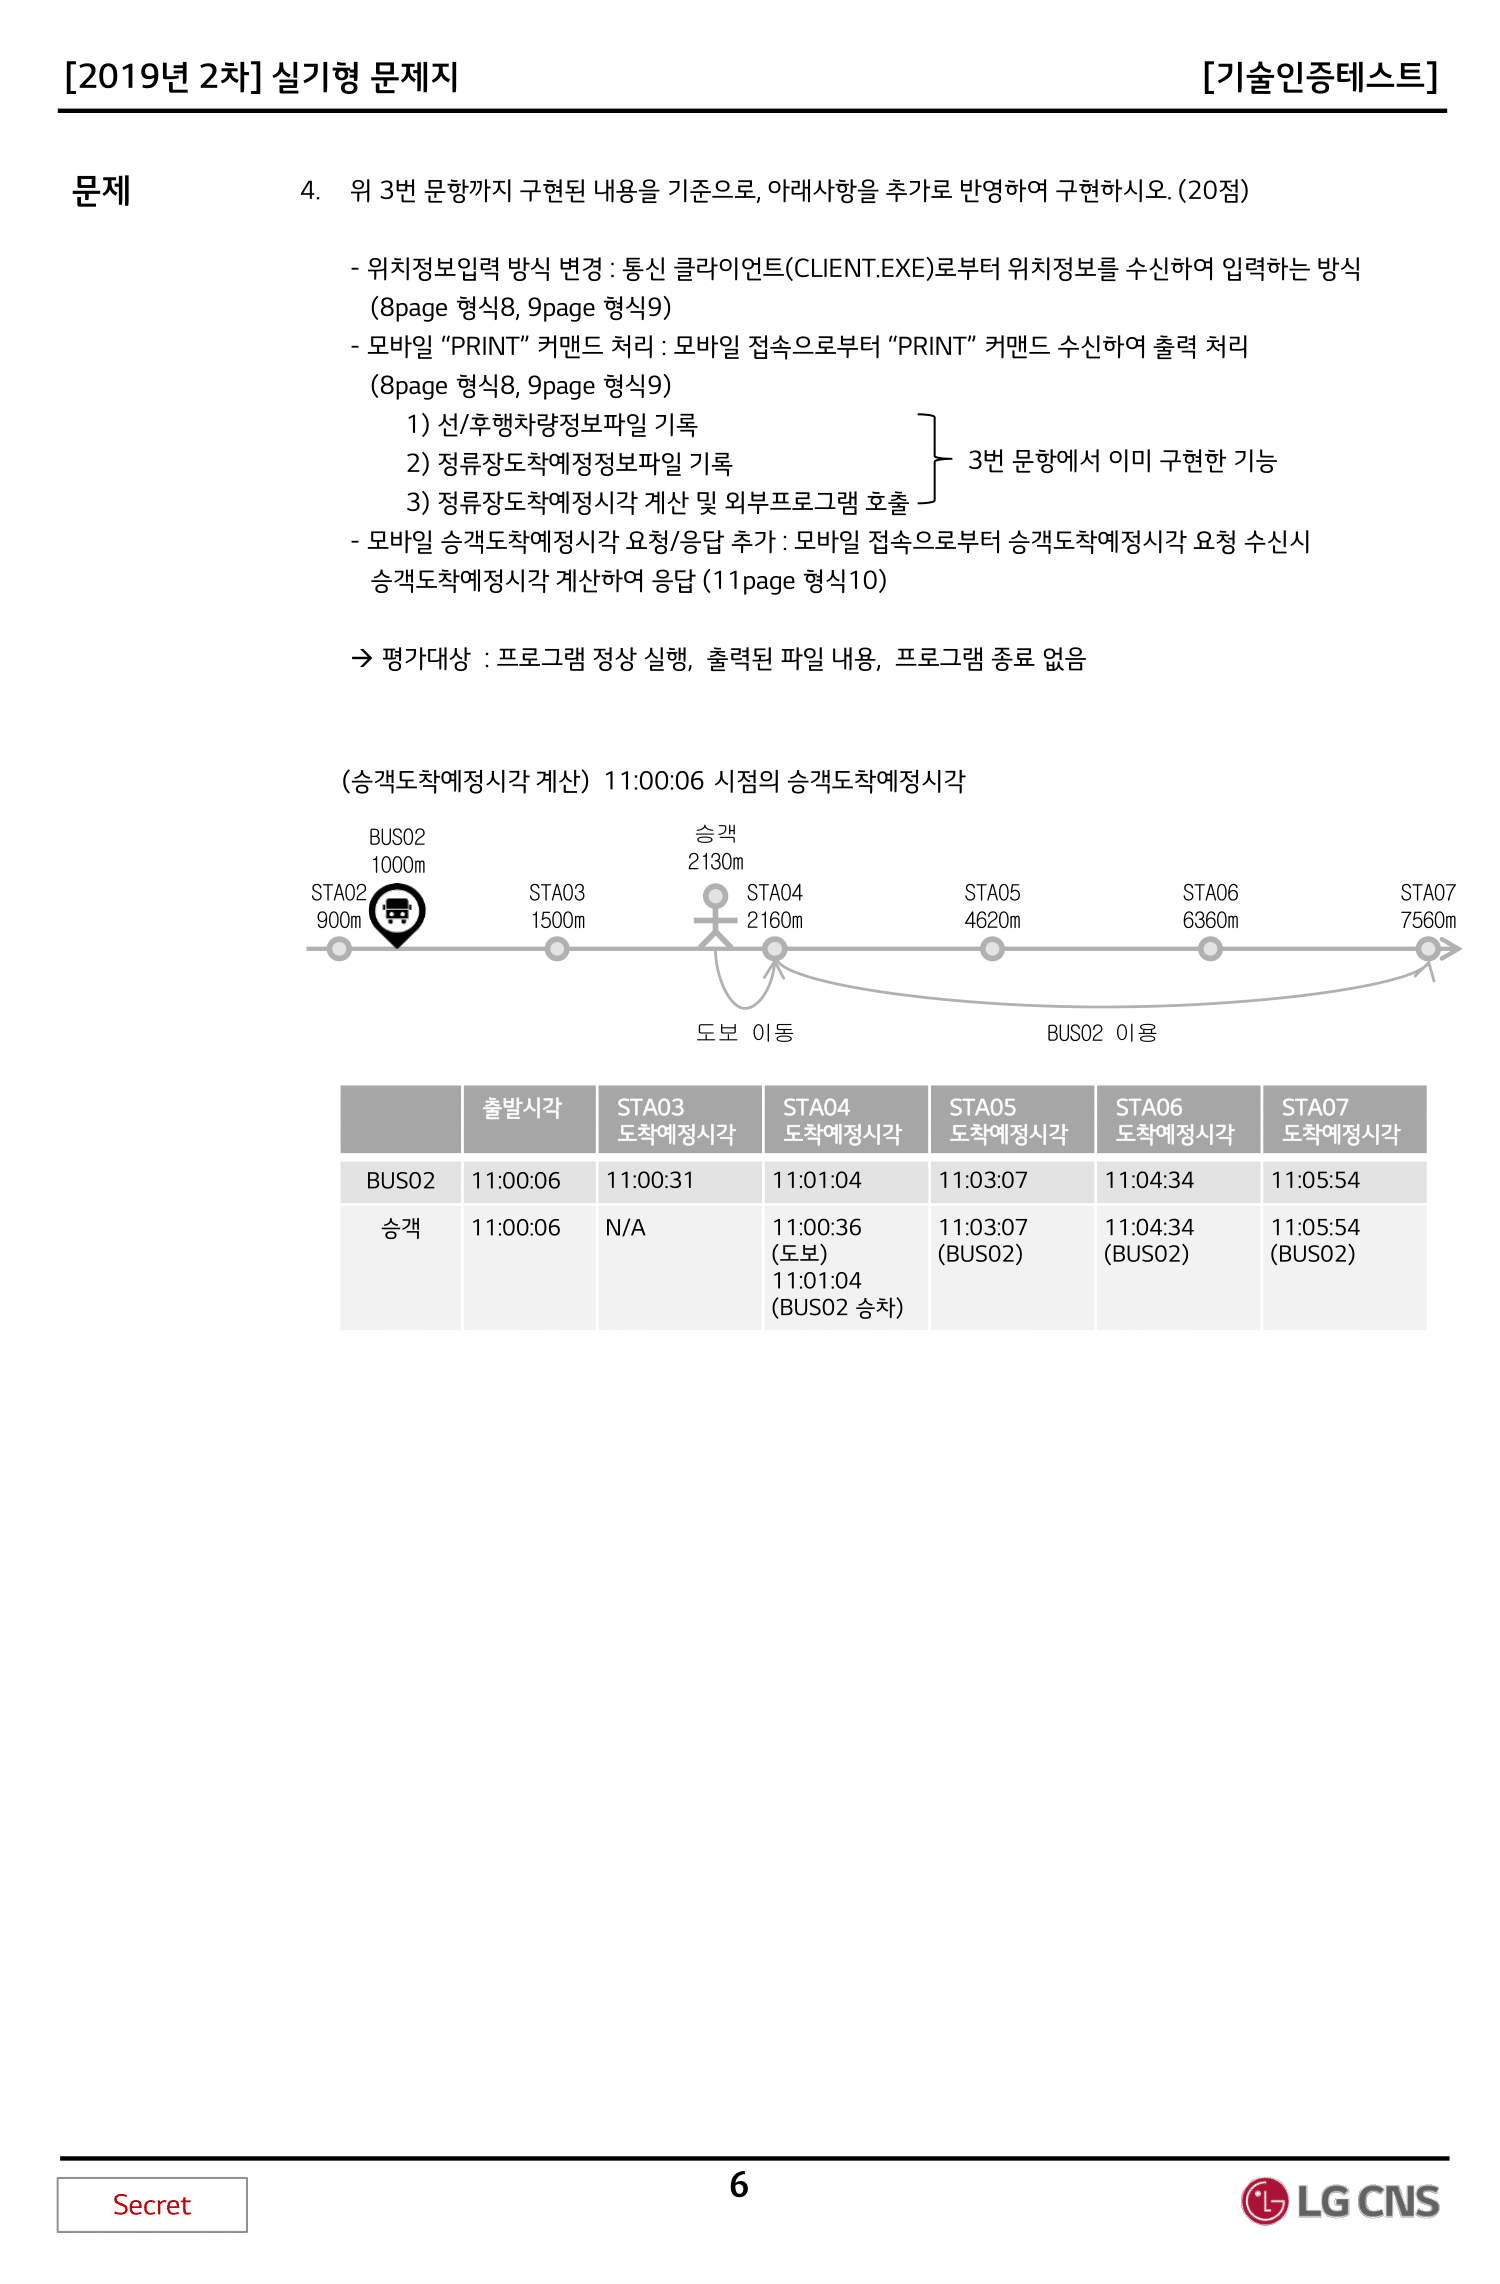 [2019년 2차] 실기형 문제지 [기술인증테스트]
문제
4. 위 3번 문항까지 구현된 내용을 기준으로, 아래사항을 추가로 반영하여 구현하시오. (20점)
- 위치정보입력 방식 변경 : 통신 클라이언트(CLIENT.EXE)로부터 위치정보를 수신하여 입력하는 방식
(8page 형식8, 9page 형식9)
- 모바일 “PRINT” 커맨드 처리 : 모바일 접속으로부터 “PRINT” 커맨드 수신하여 출력 처리
(8page 형식8, 9page 형식9)
1) 선/후행차량정보파일 기록
2) 정류장도착예정정보파일 기록
3) 정류장도착예정시각 계산 및 외부프로그램 호출
3번 문항에서 이미 구현한 기능
- 모바일 승객도착예정시각 요청/응답 추가 : 모바일 접속으로부터 승객도착예정시각 요청 수신시
승객도착예정시각 계산하여 응답 (11page 형식10)
→ 평가대상 : 프로그램 정상 실행, 출력된 파일 내용, 프로그램 종료 없음
(승객도착예정시각 계산) 11:00:06 시점의 승객도착예정시각
BUS02 승객
1000m 2130m
STA02 STA03 STA04 STA05 STA06 STA07
900m 1500m 2160m 4620m 6360m 7560m
도보 이동 BUS02 이용
출발시각 STA03 STA04 STA05 STA06 STA07
도착예정시각 도착예정시각 도착예정시각 도착예정시각 도착예정시각
BUS02 11:00:06 11:00:31 11:01:04 11:03:07 11:04:34 11:05:54
승객 11:00:06 N/A 11:00:36 11:03:07 11:04:34 11:05:54
(도보) (BUS02) (BUS02) (BUS02)
11:01:04
(BUS02 승차)
Secret
6
LG CNS